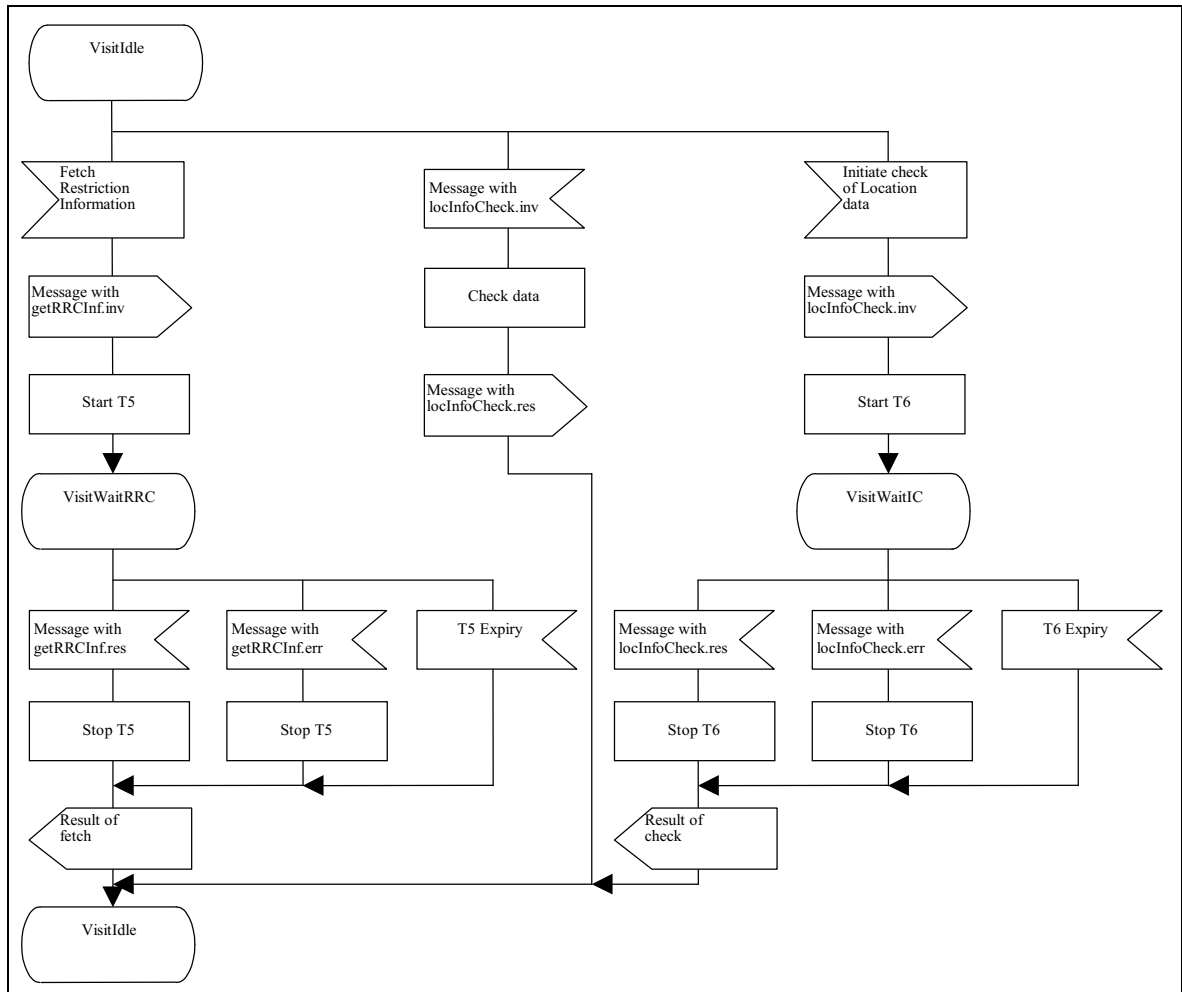 VisitIdle
Fetch
Restriction
Information
Message with
locInfoCheck.inv
Initiate check
of Location
data
Message with
getRRCInf.inv
Check data
Message with
locInfoCheck.inv
Start T5
Message with
locInfoCheck.res
Start T6
VisitWaitRRC
VisitWaitIC
Message with
getRRCInf.res
Message with
getRRCInf.err
T5 Expiry
Message with
locInfoCheck.res
Message with
locInfoCheck.err
T6 Expiry
Stop T5
Stop T5
Stop T6
Stop T6
Result of
fetch
Result of
check
VisitIdle